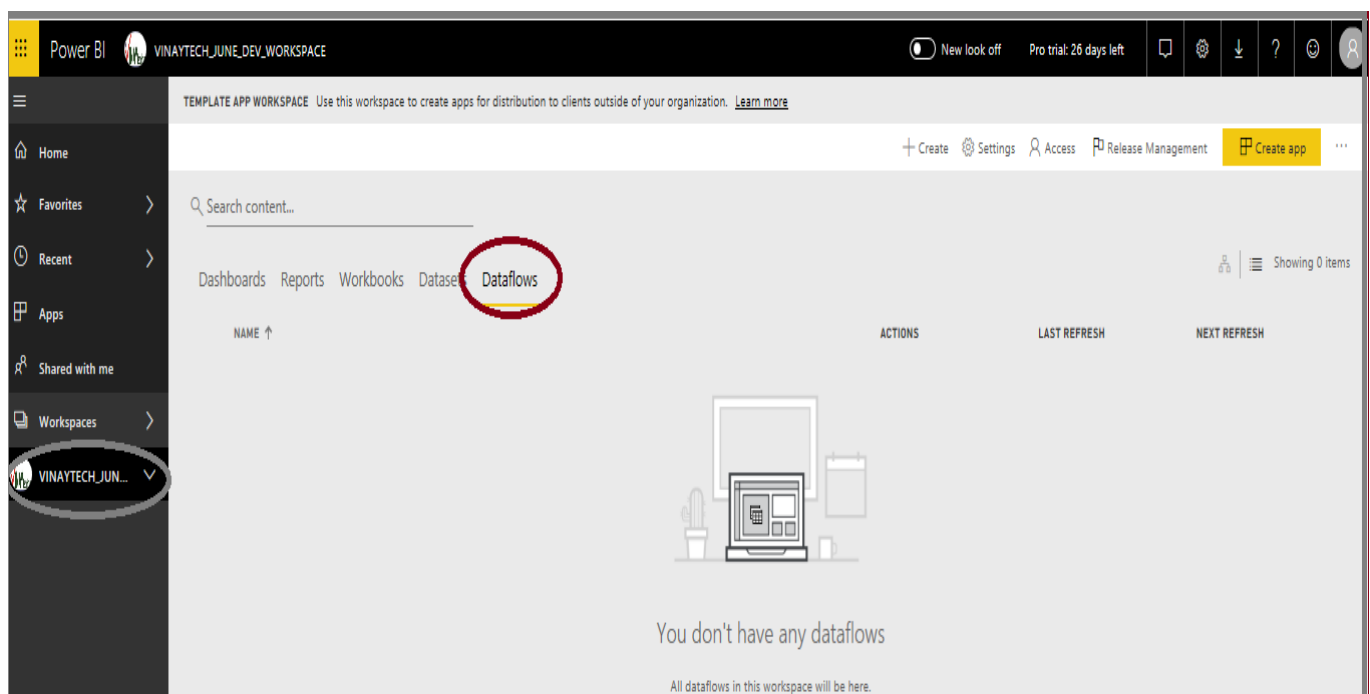 Power BI VINAYTECH_JUNE_DEV_WORKSPACE New look off Pro trial: 26 days left ?
TEMPLATE APP WORKSPACE Use this workspace to create apps for distribution to clients outside of your organization. Learn more
+ Create Settings Access Release Management Create app ...
Home
Favorites
Recent
Apps
Shared with me
Workspaces
VINAYTECH_JUN...
Search content...
Dashboards Reports Workbooks Datasets Dataflows
Showing 0 items
NAME ↑ ACTIONS LAST REFRESH NEXT REFRESH
You don't have any dataflows
All dataflows in this workspace will be here.